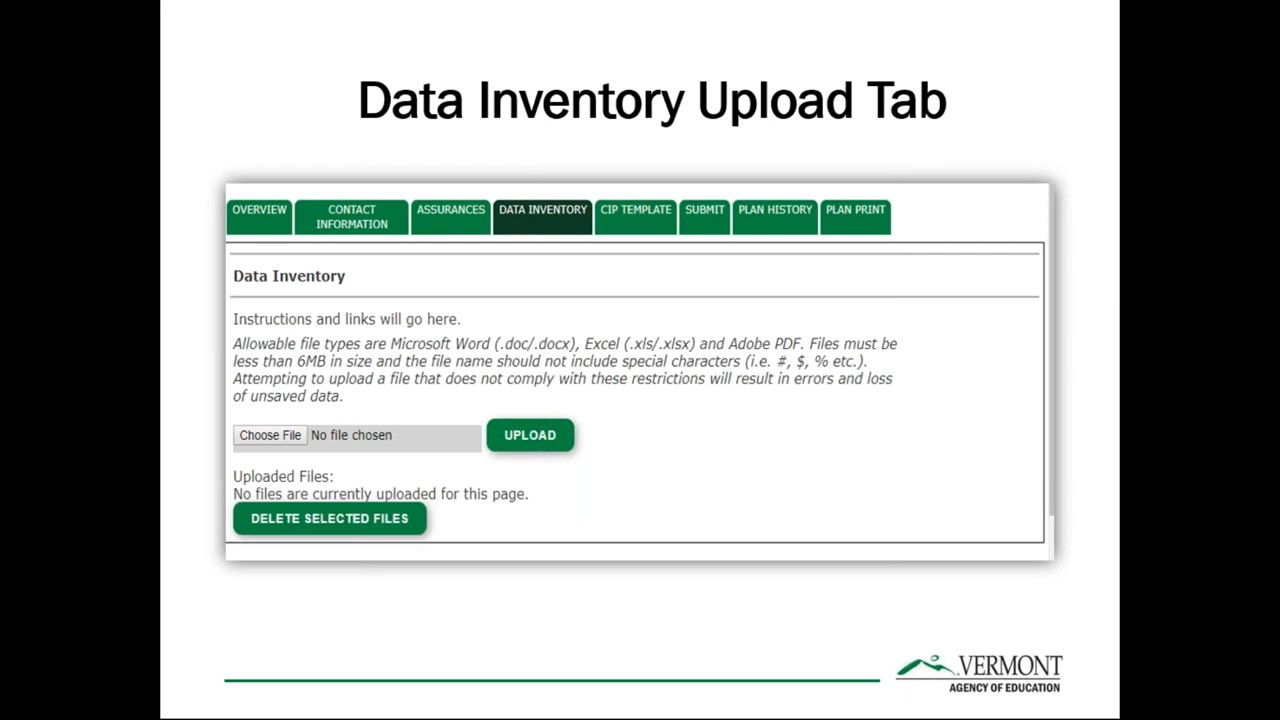 Data Inventory Upload Tab
OVERVIEW
CONTACT
INFORMATION
ASSURANCES
DATA INVENTORY
CIP TEMPLATE
SUBMIT
PLAN HISTORY
PLAN PRINT
Data Inventory
Instructions and links will go here.
Allowable file types are Microsoft Word (.doc/.docx), Excel (.xls/.xlsx) and Adobe PDF. Files must be
less than 6MB in size and the file name should not include special characters (i.e. #, $, % etc.).
Attempting to upload a file that does not comply with these restrictions will result in errors and loss
of unsaved data.
Choose File No file chosen
UPLOAD
Uploaded Files:
No files are currently uploaded for this page.
DELETE SELECTED FILES
VERMONT
AGENCY OF EDUCATION